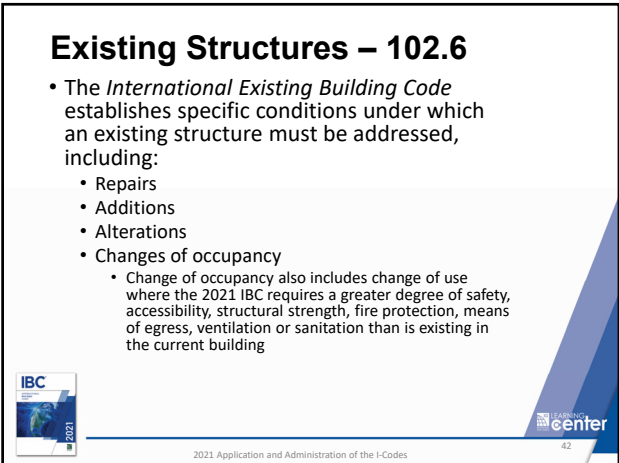 Existing Structures – 102.6
• The International Existing Building Code
establishes specific conditions under which
an existing structure must be addressed,
including:
• Repairs
• Additions
• Alterations
• Changes of occupancy
• Change of occupancy also includes change of use
where the 2021 IBC requires a greater degree of safety,
accessibility, structural strength, fire protection, means
of egress, ventilation or sanitation than is existing in
the current building
IBC
2021
LEARNING
center
2021 Application and Administration of the I-Codes
42